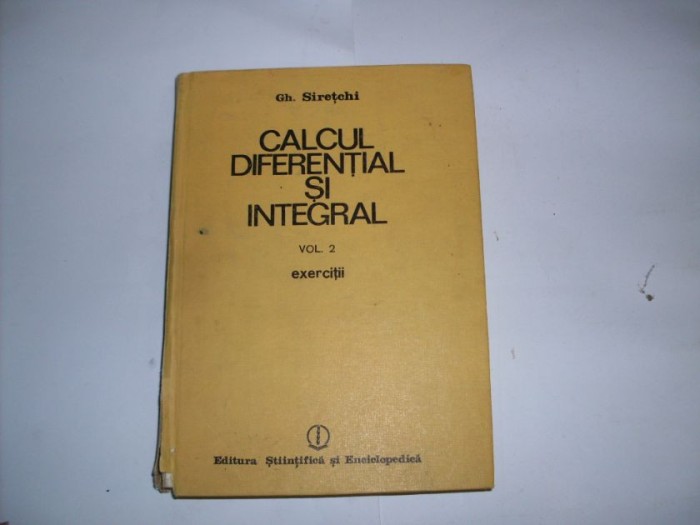 Gh. Sirețchi
CALCUL
DIFERENȚIAL
ȘI
INTEGRAL
VOL. 2
exerciții
Editura Științifică și Enciclopedică